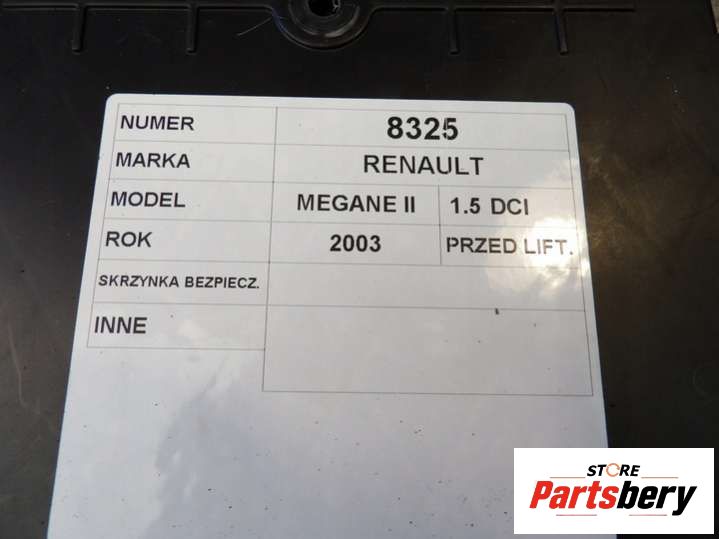 NUMER 8325
MARKA RENAULT
MODEL MEGANE II 1.5 DCI
ROK 2003 PRZED LIFT.
SKRZYNKA BEZPIECZ.
INNE
STORE
Partsbery